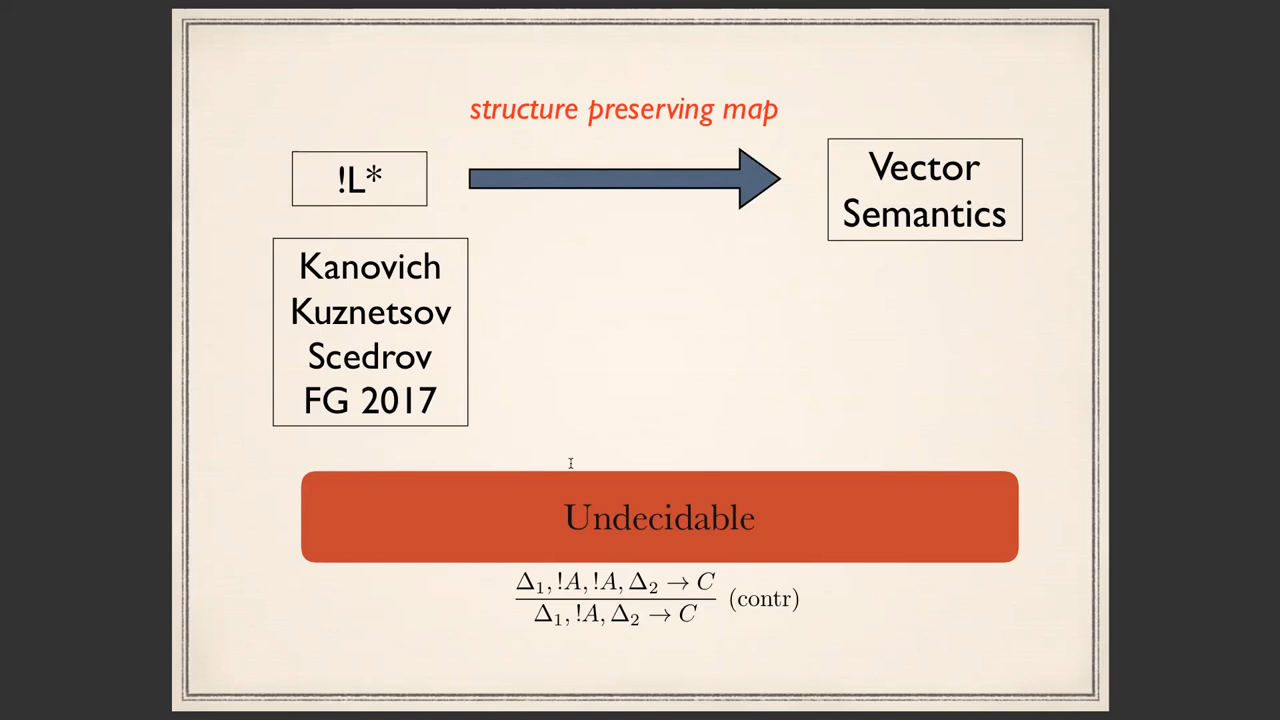 structure preserving map
!L*
Vector
Semantics
Kanovich
Kuznetsov
Scedrov
FG 2017
Undecidable
Δ₁, !A, !A, Δ₂ → C
Δ₁, !A, Δ₂ → C
(contr)